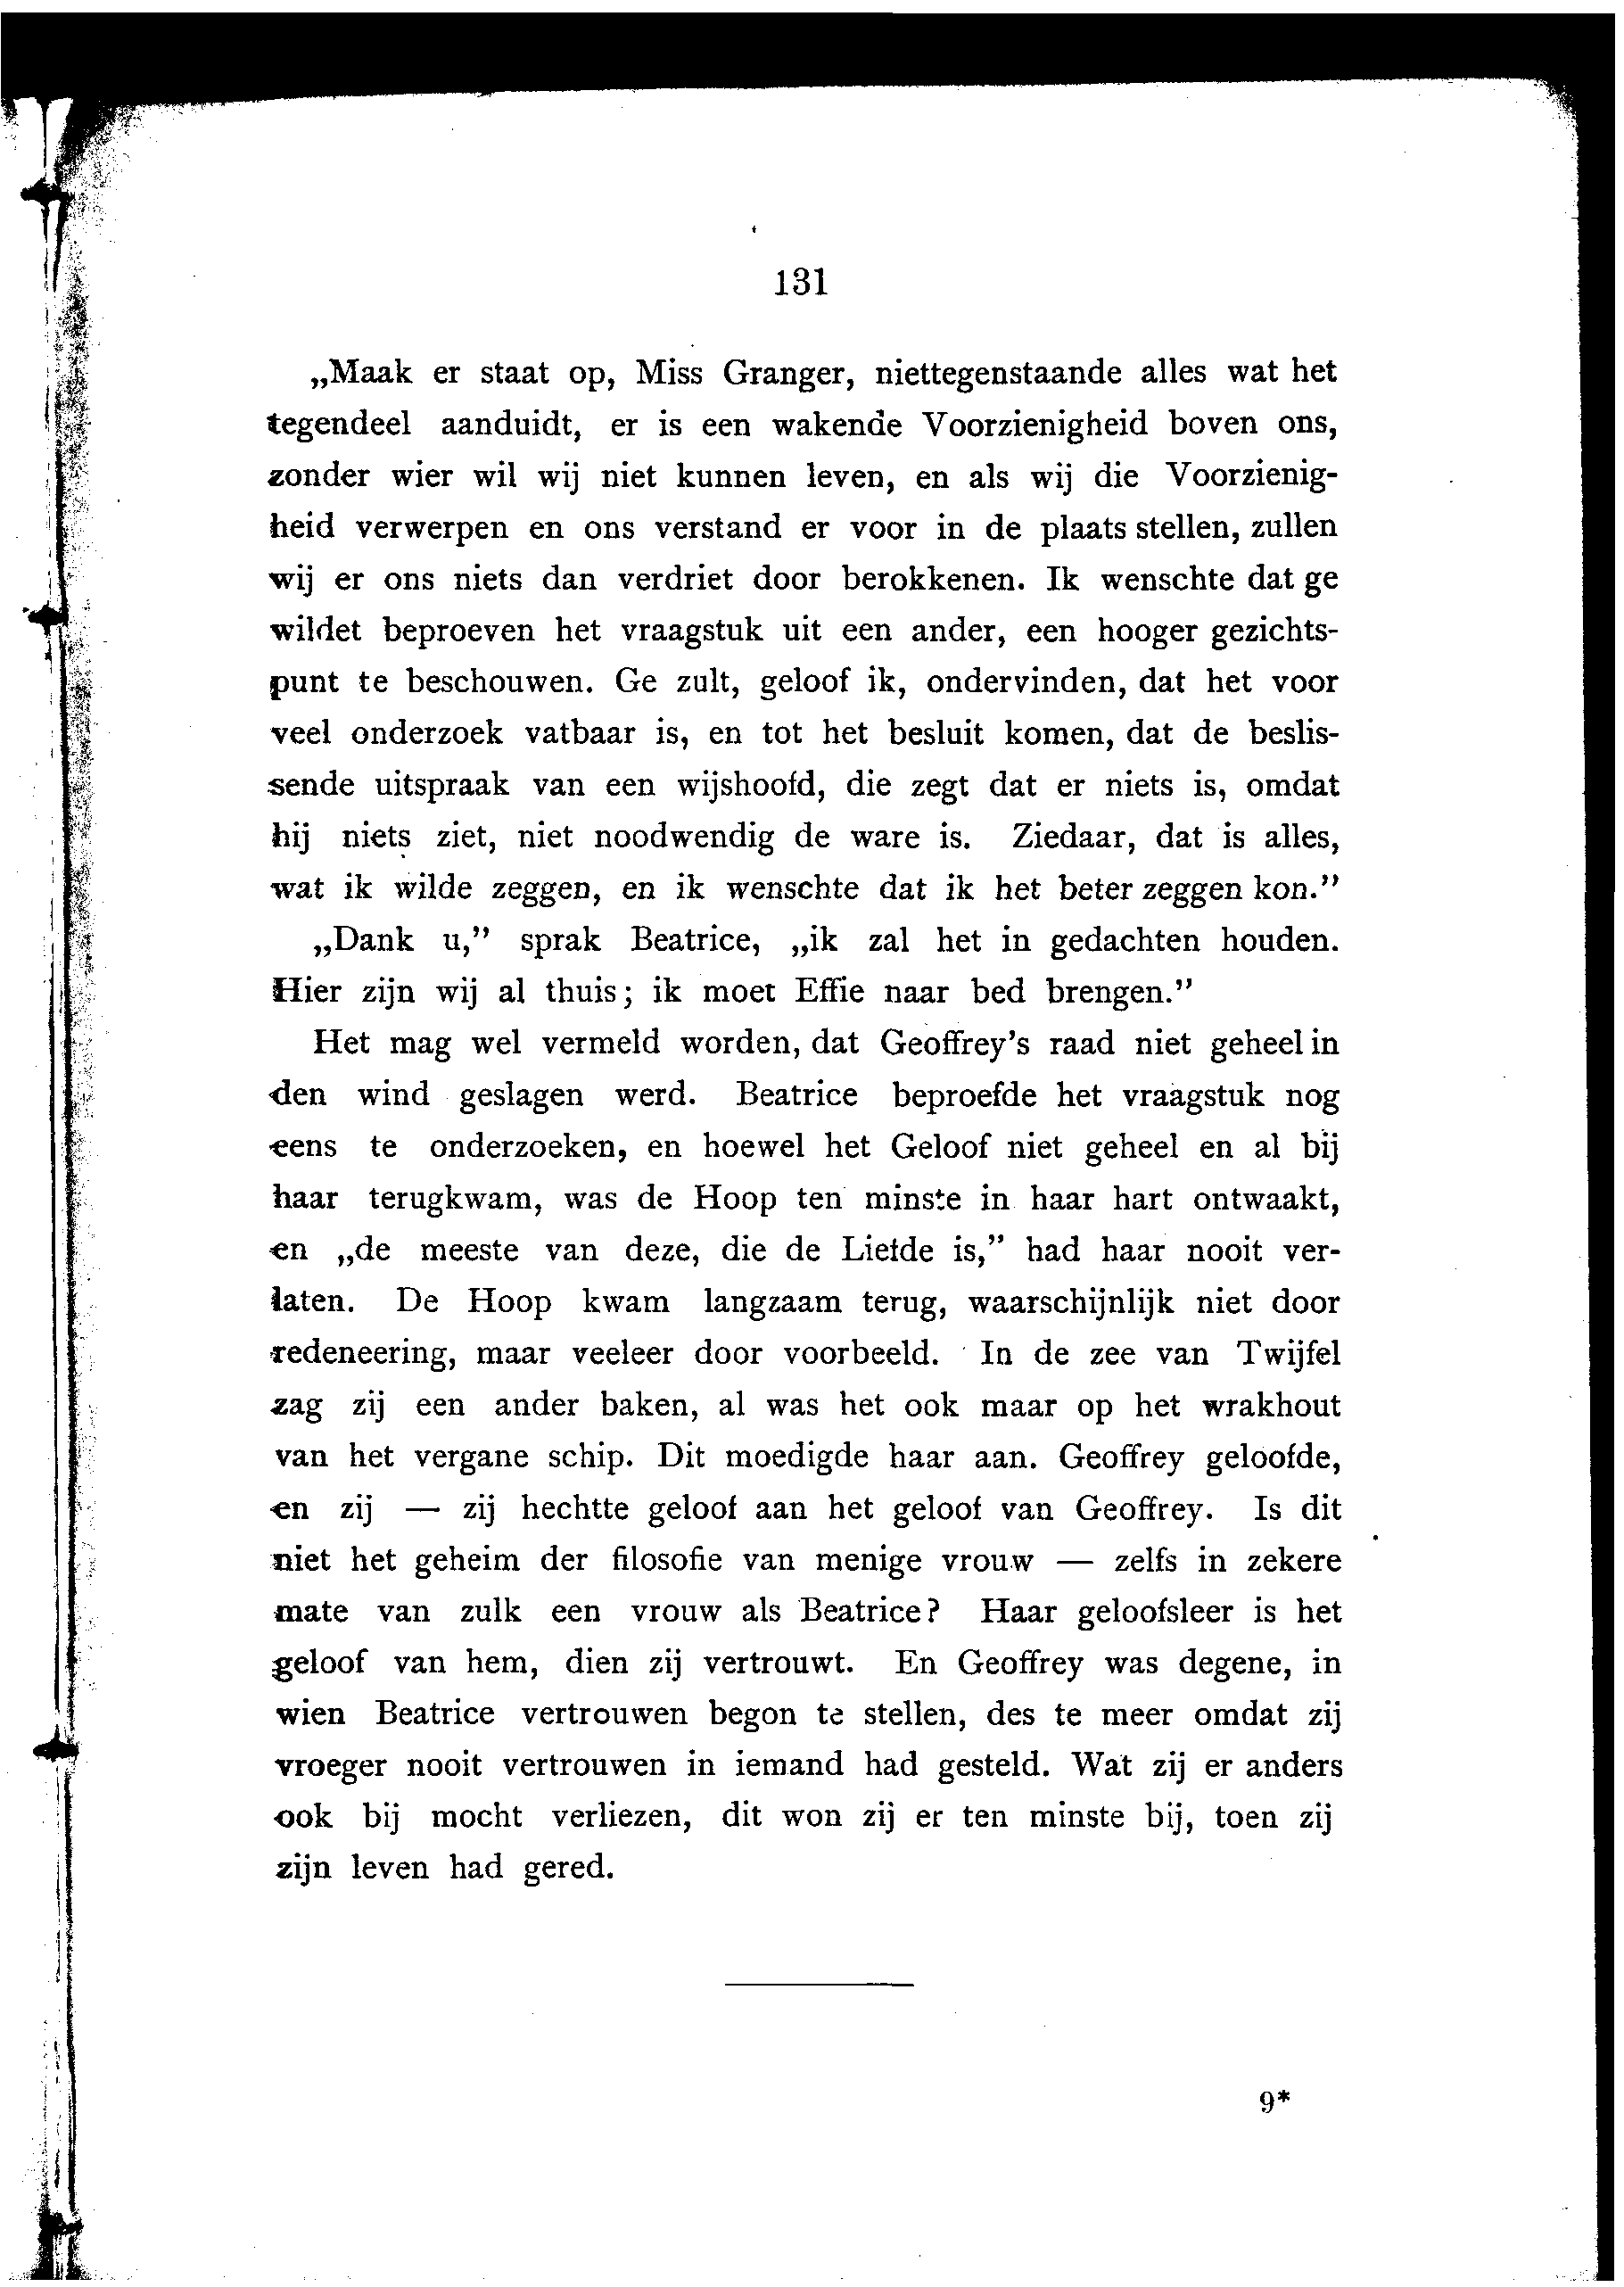 131
„Maak er staat op, Miss Granger, niettegenstaande alles wat het
tegendeel aanduidt, er is een wakende Voorzienigheid boven ons,
zonder wier wil wij niet kunnen leven, en als wij die Voorzienig-
heid verwerpen en ons verstand er voor in de plaats stellen, zullen
wij er ons niets dan verdriet door berokkenen. Ik wenschte dat ge
wildet beproeven het vraagstuk uit een ander, een hooger gezichts-
punt te beschouwen. Ge zult, geloof ik, ondervinden, dat het voor
veel onderzoek vatbaar is, en tot het besluit komen, dat de beslis-
sende uitspraak van een wijshoofd, die zegt dat er niets is, omdat
hij niets ziet, niet noodwendig de ware is. Ziedaar, dat is alles,
wat ik wilde zeggen, en ik wenschte dat ik het beter zeggen kon.”
„Dank u,” sprak Beatrice, „ik zal het in gedachten houden.
Hier zijn wij al thuis; ik moet Effie naar bed brengen.”
Het mag wel vermeld worden, dat Geoffrey's raad niet geheel in
den wind geslagen werd. Beatrice beproefde het vraagstuk nog
eens te onderzoeken, en hoewel het Geloof niet geheel en al bij
haar terugkwam, was de Hoop ten minste in haar hart ontwaakt,
en „de meeste van deze, die de Liefde is,” had haar nooit ver-
laten. De Hoop kwam langzaam terug, waarschijnlijk niet door
redeneering, maar veeleer door voorbeeld. In de zee van Twijfel
zag zij een ander baken, al was het ook maar op het wrakhout
van het vergane schip. Dit moedigde haar aan. Geoffrey geloofde,
en zij — zij hechtte geloof aan het geloof van Geoffrey. Is dit
niet het geheim der filosofie van menige vrouw — zelfs in zekere
mate van zulk een vrouw als Beatrice? Haar geloofsleer is het
geloof van hem, dien zij vertrouwt. En Geoffrey was degene, in
wien Beatrice vertrouwen begon te stellen, des te meer omdat zij
vroeger nooit vertrouwen in iemand had gesteld. Wat zij er anders
ook bij mocht verliezen, dit won zij er ten minste bij, toen zij
zijn leven had gered.
9*